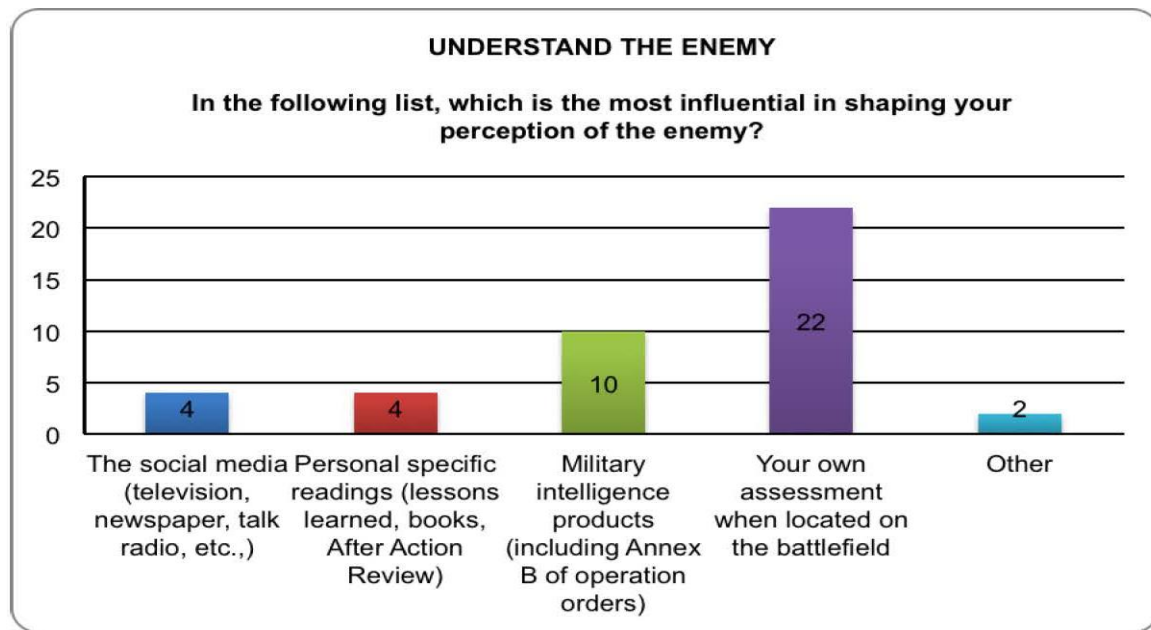 UNDERSTAND THE ENEMY
In the following list, which is the most influential in shaping your
perception of the enemy?
25
20
15
10
5
0
4
4
10
22
2
The social media
(television,
newspaper, talk
radio, etc.,)
Personal specific
readings (lessons
learned, books,
After Action
Review)
Military
intelligence
products
(including Annex
B of operation
orders)
Your own
assessment
when located on
the battlefield
Other